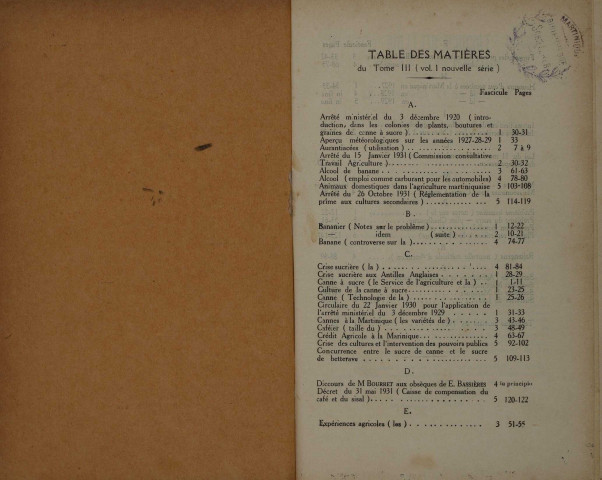 MARTINIQUE
TABLE DES MATIÈRES
du Tome III ( vol. 1 nouvelle série )
Fascicule Pages
A.
Arrêté ministériel du 3 décembre 1920 ( intro-
duction, dans les colonies de plants, boutures et
graines de canne à sucre ) 1 30-31
Aperçu météorologiques sur les années 1927-28-29 1 33
Aurantiacées ( utilisation ) 2 7 à 9
Arrêté du 15 Janvier 1931 ( Commission consultative
Travail Agriculture ) 2 30-32
Alcool de banane 3 61-63
Alcool ( emploi comme carburant pour les automobiles) 4 78-80
Animaux domestiques dans l'agriculture martiniquaise 5 103-108
Arrêté du 26 Octobre 1931 ( Réglementation de la
prime aux cultures secondaires ) 5 114-119
B.
Bananier ( Notes sur le problème ) 1 12-22
— idem ( suite ) 2 10-21
Banane ( controverse sur la ) 4 74-77
C.
Crise sucrière ( la ) 4 81-84
Crise sucrière aux Antilles Anglaises 1 28-29
Canne à sucre ( le Service de l'agriculture et la ) 1 1-11
Culture de la canne à sucre 1 23-25
Canne ( Technologie de la ) 1 25-26
Circulaire du 22 Janvier 1930 pour l'application de
l'arrêté ministériel du 3 décembre 1929 1 31-33
Cannes à la Martinique ( les variétés de ) 3 43-46
Caféier ( taille du ) 3 48-49
Crédit Agricole à la Marinique 4 63-67
Crise des cultures et l'intervention des pouvoirs publics 5 92-102
Concurrence entre le sucre de canne et le sucre
de betterave 5 109-113
D.
Dicours de M BOURRET aux obsèques de E. BASSIÈRES 4 in principio
Décret du 31 mai 1931 ( Caisse de compensation du
café et du sisal ) 5 120-122
E.
Expériences agricoles ( les ) 3 51-55